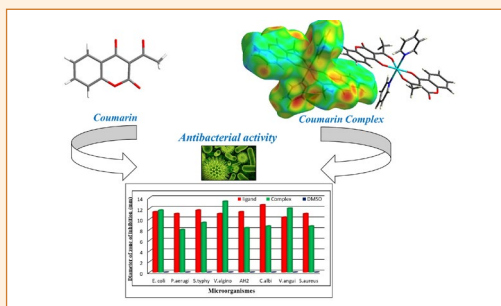 Coumarin
Coumarin Complex
Antibacterial activity
Diameter of zone of inhibition (mm)
ligand Complex DMSO
14
12
10
8
6
4
2
0
E. coli P.aerugi S.typhy V.algino AH2 C.albi V.angui S.aureus
Microorganismes